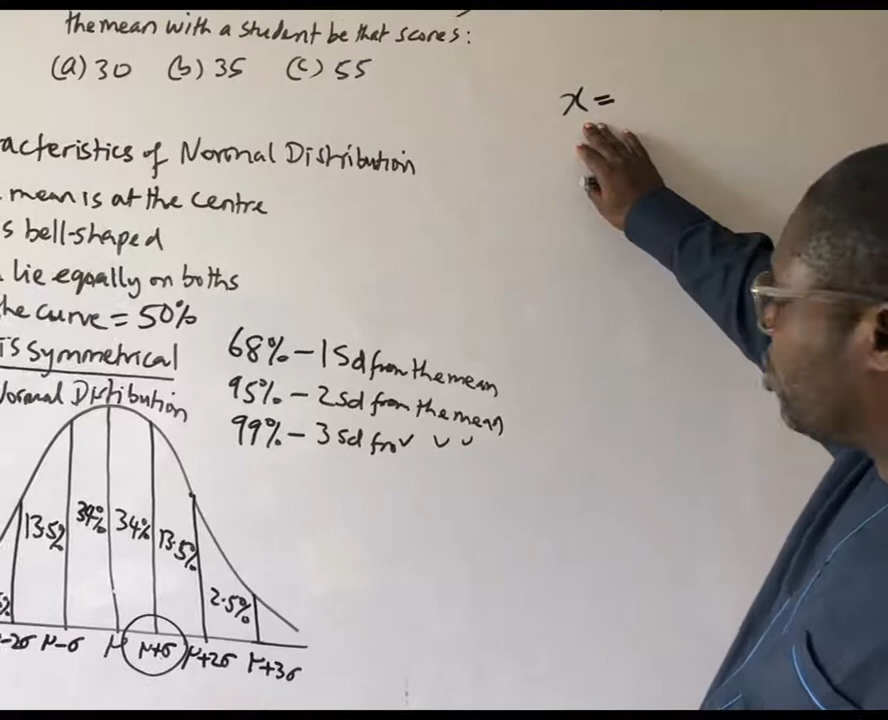 the mean with a student be that scores:
(a) 30 (b) 35 (c) 55
x =
acteristics of Normal Distribution
mean is at the centre
s bell-shaped
lie equally on boths
he curve = 50%
is symmetrical
68% - 1 Sd from the mean
95% - 2 sd from the mean
99% - 3 sd fro
Normal Distibution
13.5% 34% 34% 13.5% 2.5%
-2σ μ-σ μ μ+σ μ+2σ μ+3σ